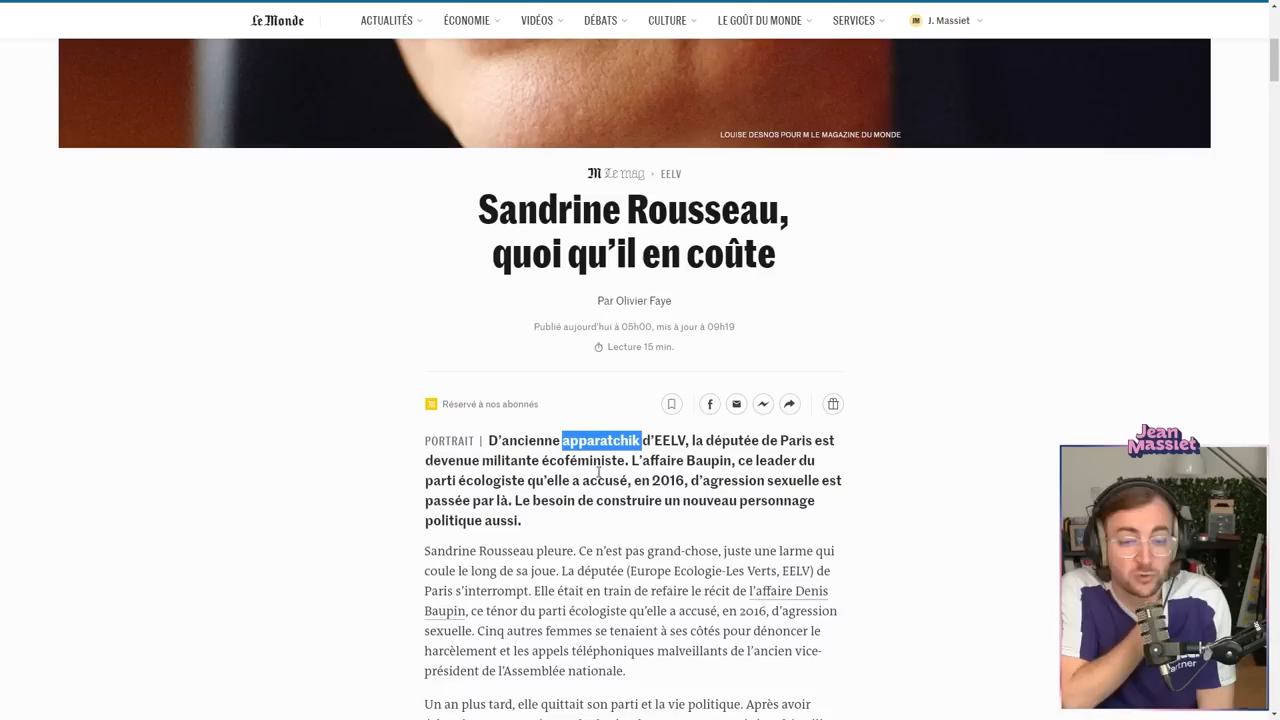 Le Monde
ACTUALITÉS
ÉCONOMIE
VIDÉOS
DÉBATS
CULTURE
LE GOÛT DU MONDE
SERVICES
JM
J. Massiet
LOUISE DESNOS POUR M LE MAGAZINE DU MONDE
M Le mag • EELV
Sandrine Rousseau,
quoi qu’il en coûte
Par Olivier Faye
Publié aujourd’hui à 05h00, mis à jour à 09h19
Lecture 15 min.
Réservé à nos abonnés
PORTRAIT | D’ancienne apparatchik d’EELV, la députée de Paris est
devenue militante écoféministe. L’affaire Baupin, ce leader du
parti écologiste qu’elle a accusé, en 2016, d’agression sexuelle est
passée par là. Le besoin de construire un nouveau personnage
politique aussi.
Sandrine Rousseau pleure. Ce n’est pas grand-chose, juste une larme qui
coule le long de sa joue. La députée (Europe Ecologie-Les Verts, EELV) de
Paris s’interrompt. Elle était en train de refaire le récit de l’affaire Denis
Baupin, ce ténor du parti écologiste qu’elle a accusé, en 2016, d’agression
sexuelle. Cinq autres femmes se tenaient à ses côtés pour dénoncer le
harcèlement et les appels téléphoniques malveillants de l’ancien vice-
président de l’Assemblée nationale.
Un an plus tard, elle quittait son parti et la vie politique. Après avoir
Jean
Massiet